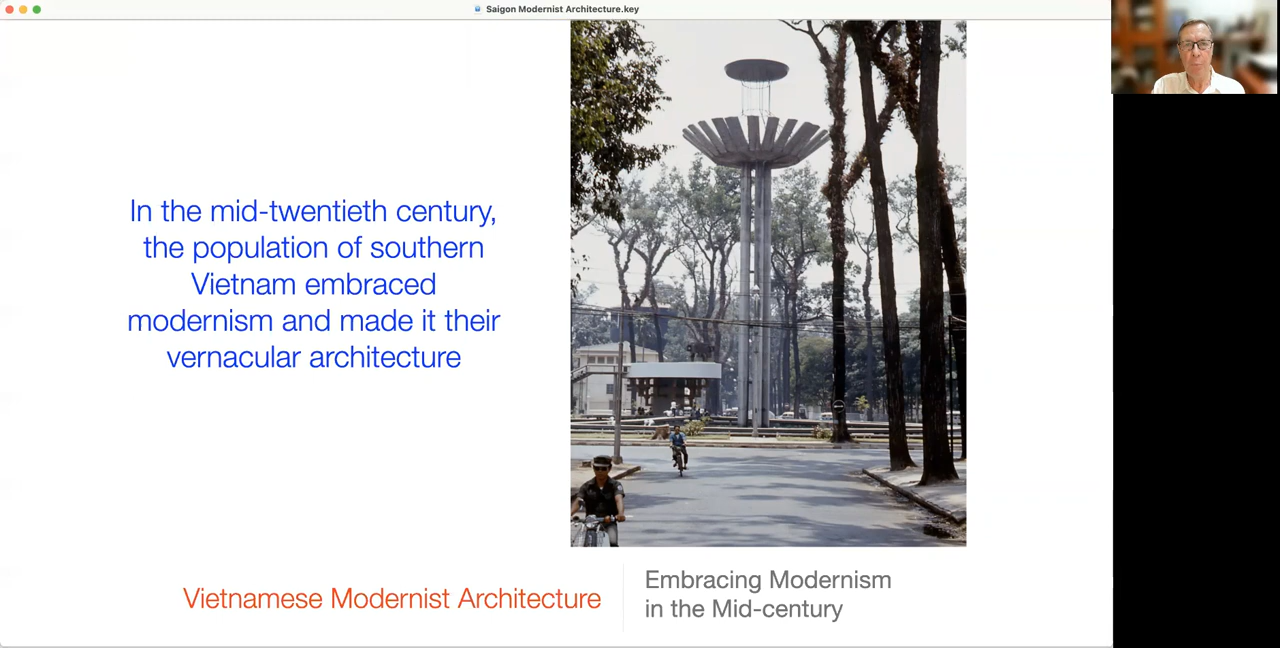 Saigon Modernist Architecture.key
In the mid-twentieth century,
the population of southern
Vietnam embraced
modernism and made it their
vernacular architecture
Vietnamese Modernist Architecture
Embracing Modernism
in the Mid-century